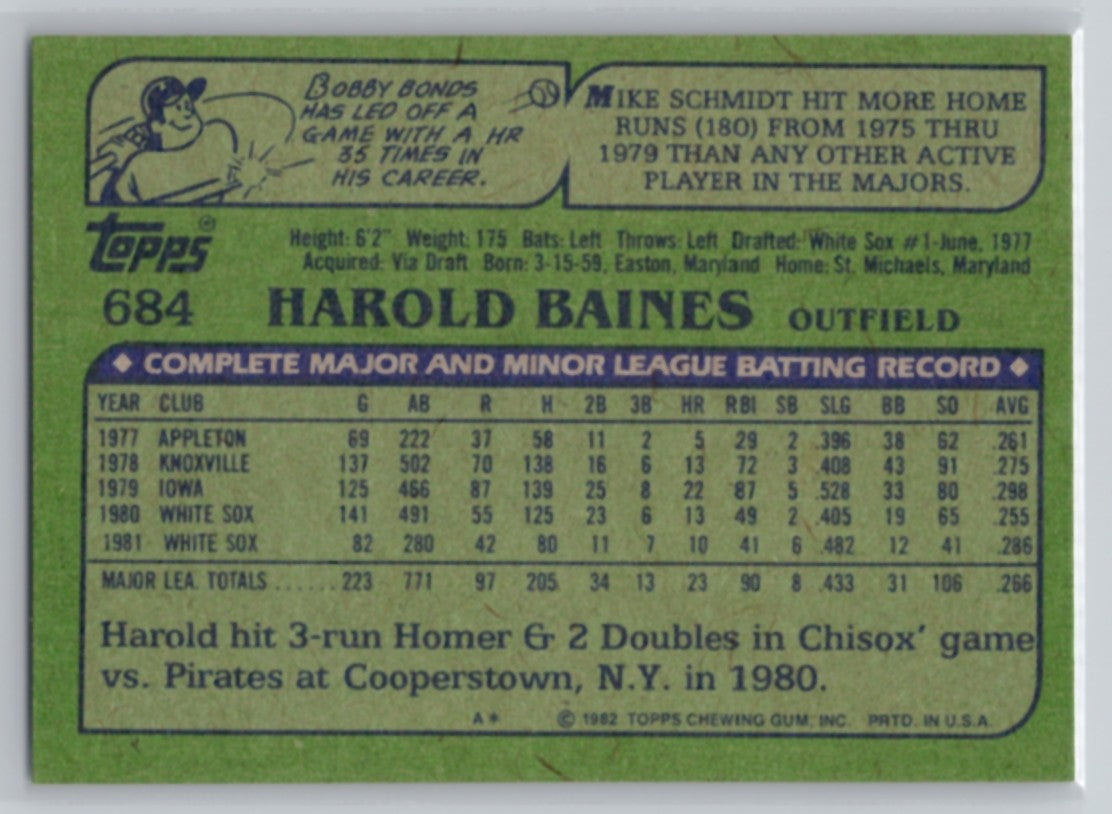 BOBBY BONDS
HAS LED OFF A
GAME WITH A HR
35 TIMES IN
HIS CAREER.
MIKE SCHMIDT HIT MORE HOME
RUNS (180) FROM 1975 THRU
1979 THAN ANY OTHER ACTIVE
PLAYER IN THE MAJORS.
Topps®
Height: 6'2" Weight: 175 Bats: Left Throws: Left Drafted: White Sox #1-June, 1977
Acquired: Via Draft Born: 3-15-59, Easton, Maryland Home: St. Michaels, Maryland
684 HAROLD BAINES OUTFIELD
◆ COMPLETE MAJOR AND MINOR LEAGUE BATTING RECORD ◆
YEAR CLUB G AB R H 2B 3B HR RBI SB SLG BB SO AVG
1977 APPLETON 69 222 37 58 11 2 5 29 2 .396 38 62 .261
1978 KNOXVILLE 137 502 70 138 16 6 13 72 3 .408 43 91 .275
1979 IOWA 125 466 87 139 25 8 22 87 5 .528 33 80 .298
1980 WHITE SOX 141 491 55 125 23 6 13 49 2 .405 19 65 .255
1981 WHITE SOX 82 280 42 80 11 7 10 41 6 .482 12 41 .286
MAJOR LEA. TOTALS ...... 223 771 97 205 34 13 23 90 8 .433 31 106 .266
Harold hit 3-run Homer & 2 Doubles in Chisox' game
vs. Pirates at Cooperstown, N.Y. in 1980.
A* © 1982 TOPPS CHEWING GUM, INC. PRTD. IN U.S.A.